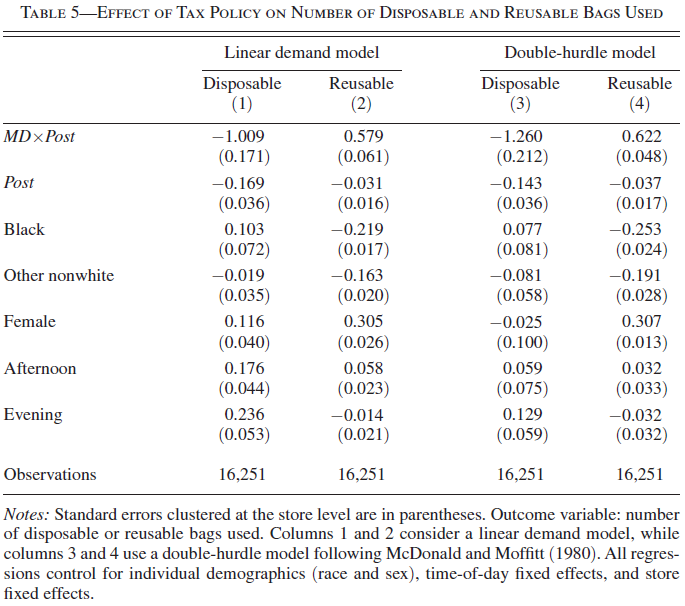 TABLE 5—EFFECT OF TAX POLICY ON NUMBER OF DISPOSABLE AND REUSABLE BAGS USED
Linear demand model Double-hurdle model
Disposable Reusable Disposable Reusable
(1) (2) (3) (4)
MD×Post −1.009 0.579 −1.260 0.622
(0.171) (0.061) (0.212) (0.048)
Post −0.169 −0.031 −0.143 −0.037
(0.036) (0.016) (0.036) (0.017)
Black 0.103 −0.219 0.077 −0.253
(0.072) (0.017) (0.081) (0.024)
Other nonwhite −0.019 −0.163 −0.081 −0.191
(0.035) (0.020) (0.058) (0.028)
Female 0.116 0.305 −0.025 0.307
(0.040) (0.026) (0.100) (0.013)
Afternoon 0.176 0.058 0.059 0.032
(0.044) (0.023) (0.075) (0.033)
Evening 0.236 −0.014 0.129 −0.032
(0.053) (0.021) (0.059) (0.032)
Observations 16,251 16,251 16,251 16,251
Notes: Standard errors clustered at the store level are in parentheses. Outcome variable: number
of disposable or reusable bags used. Columns 1 and 2 consider a linear demand model, while
columns 3 and 4 use a double-hurdle model following McDonald and Moffitt (1980). All regres-
sions control for individual demographics (race and sex), time-of-day fixed effects, and store
fixed effects.